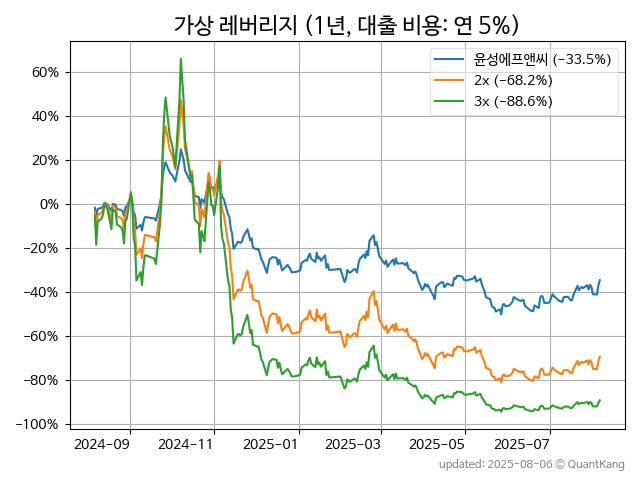 가상 레버리지 (1년, 대출 비용: 연 5%)
윤성에프앤씨 (-33.5%)
2x (-68.2%)
3x (-88.6%)
60%
40%
20%
0%
−20%
−40%
−60%
−80%
−100%
2024-09 2024-11 2025-01 2025-03 2025-05 2025-07
updated: 2025-08-06 © QuantKang